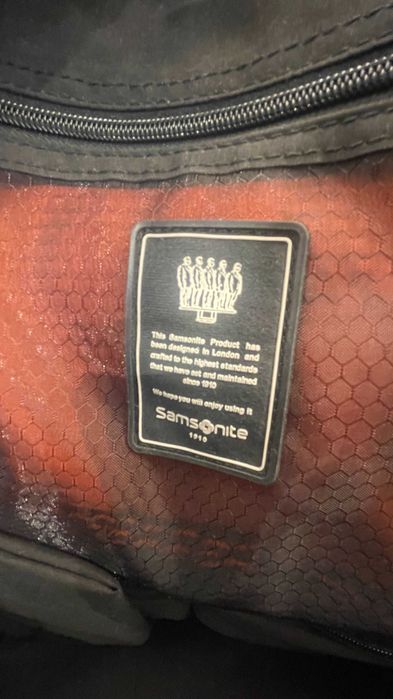 This Samsonite Product has
been designed in London and
crafted to the highest standards
that we have set and maintained
since 1910
We hope you will enjoy using it
Samsonite
1910